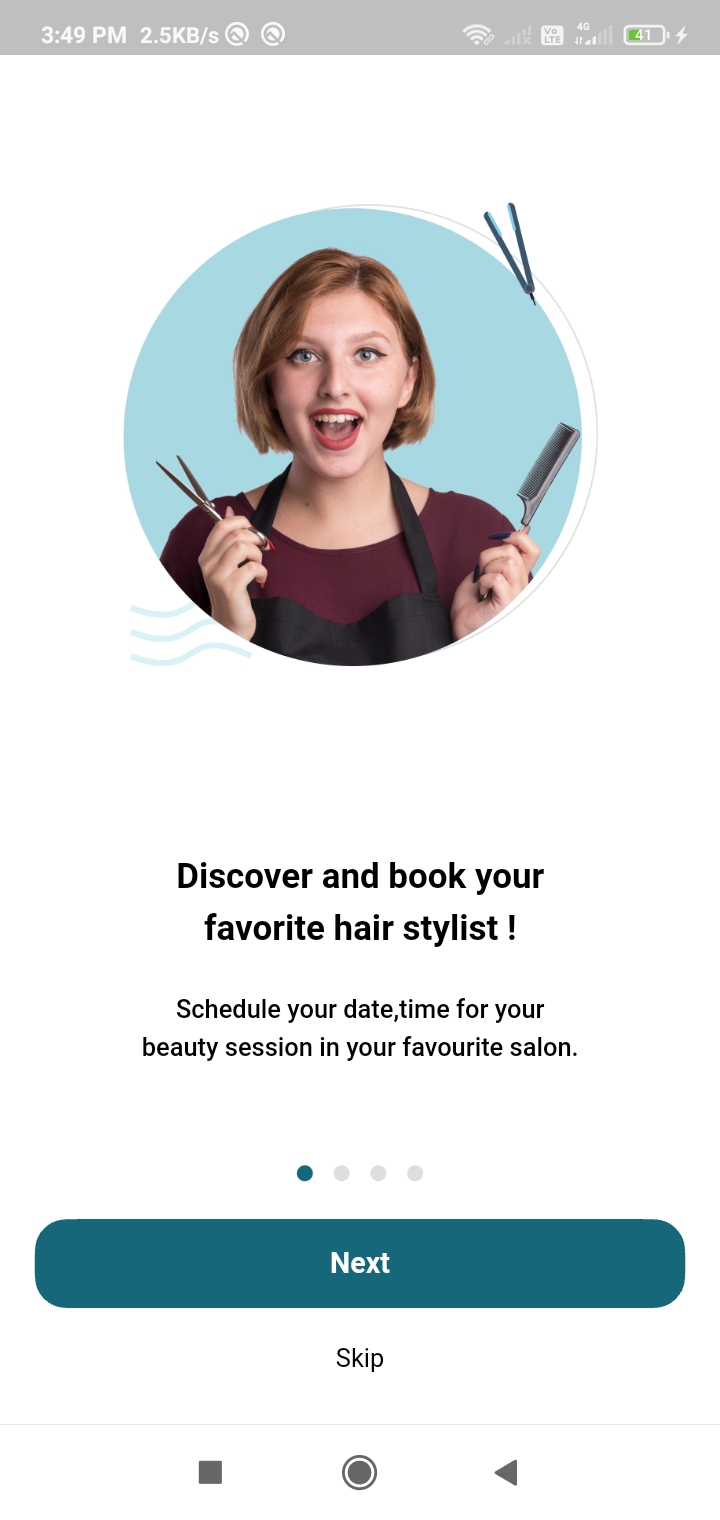 3:49 PM 2.5KB/s Vo LTE 4G 41
Discover and book your
favorite hair stylist !
Schedule your date,time for your
beauty session in your favourite salon.
Next
Skip